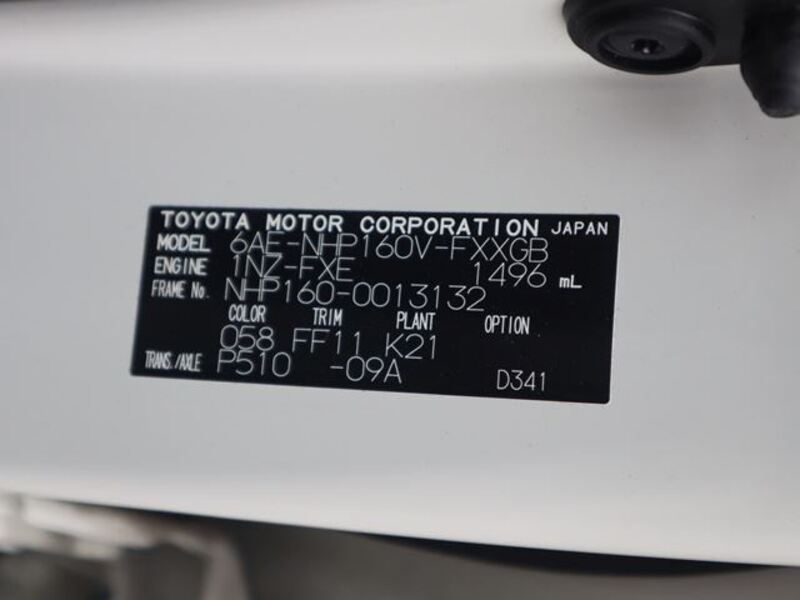 TOYOTA MOTOR CORPORATION JAPAN
MODEL 6AE-NHP160V-FXXGB
ENGINE 1NZ-FXE 1496 mL
FRAME No. NHP160-0013132
COLOR TRIM PLANT OPTION
058 FF11 K21
TRANS./AXLE P510 -09A D341